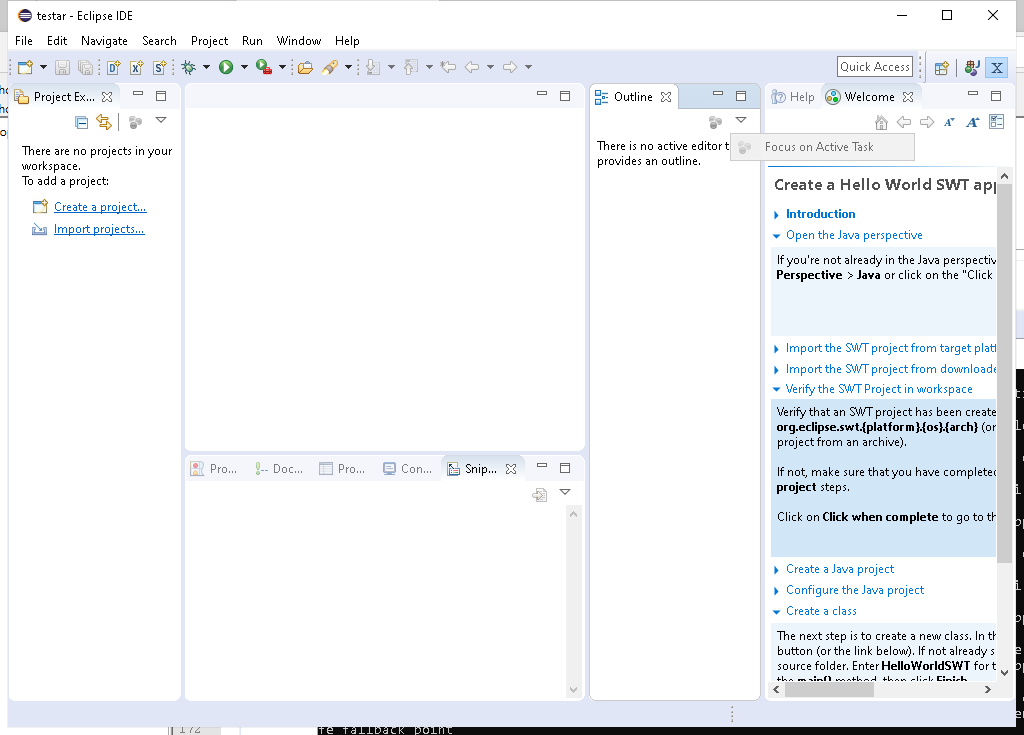 testar - Eclipse IDE
File Edit Navigate Search Project Run Window Help
Quick Access
Project Ex...
There are no projects in your
workspace.
To add a project:
Create a project...
Import projects...
Outline
There is no active editor t
provides an outline.
Focus on Active Task
Help Welcome
Create a Hello World SWT app
Introduction
Open the Java perspective
If you're not already in the Java perspectiv
Perspective > Java or click on the "Click
Import the SWT project from target platf
Import the SWT project from downloade
Verify the SWT Project in workspace
Verify that an SWT project has been create
org.eclipse.swt.{platform}.{os}.{arch} (or
project from an archive).
If not, make sure that you have completed
project steps.
Click on Click when complete to go to th
Create a Java project
Configure the Java project
Create a class
The next step is to create a new class. In th
button (or the link below). If not already s
source folder. Enter HelloWorldSWT for t
the main() method, then click Finish.
Pro... Doc... Pro... Con... Snip...
172
fe fallback point